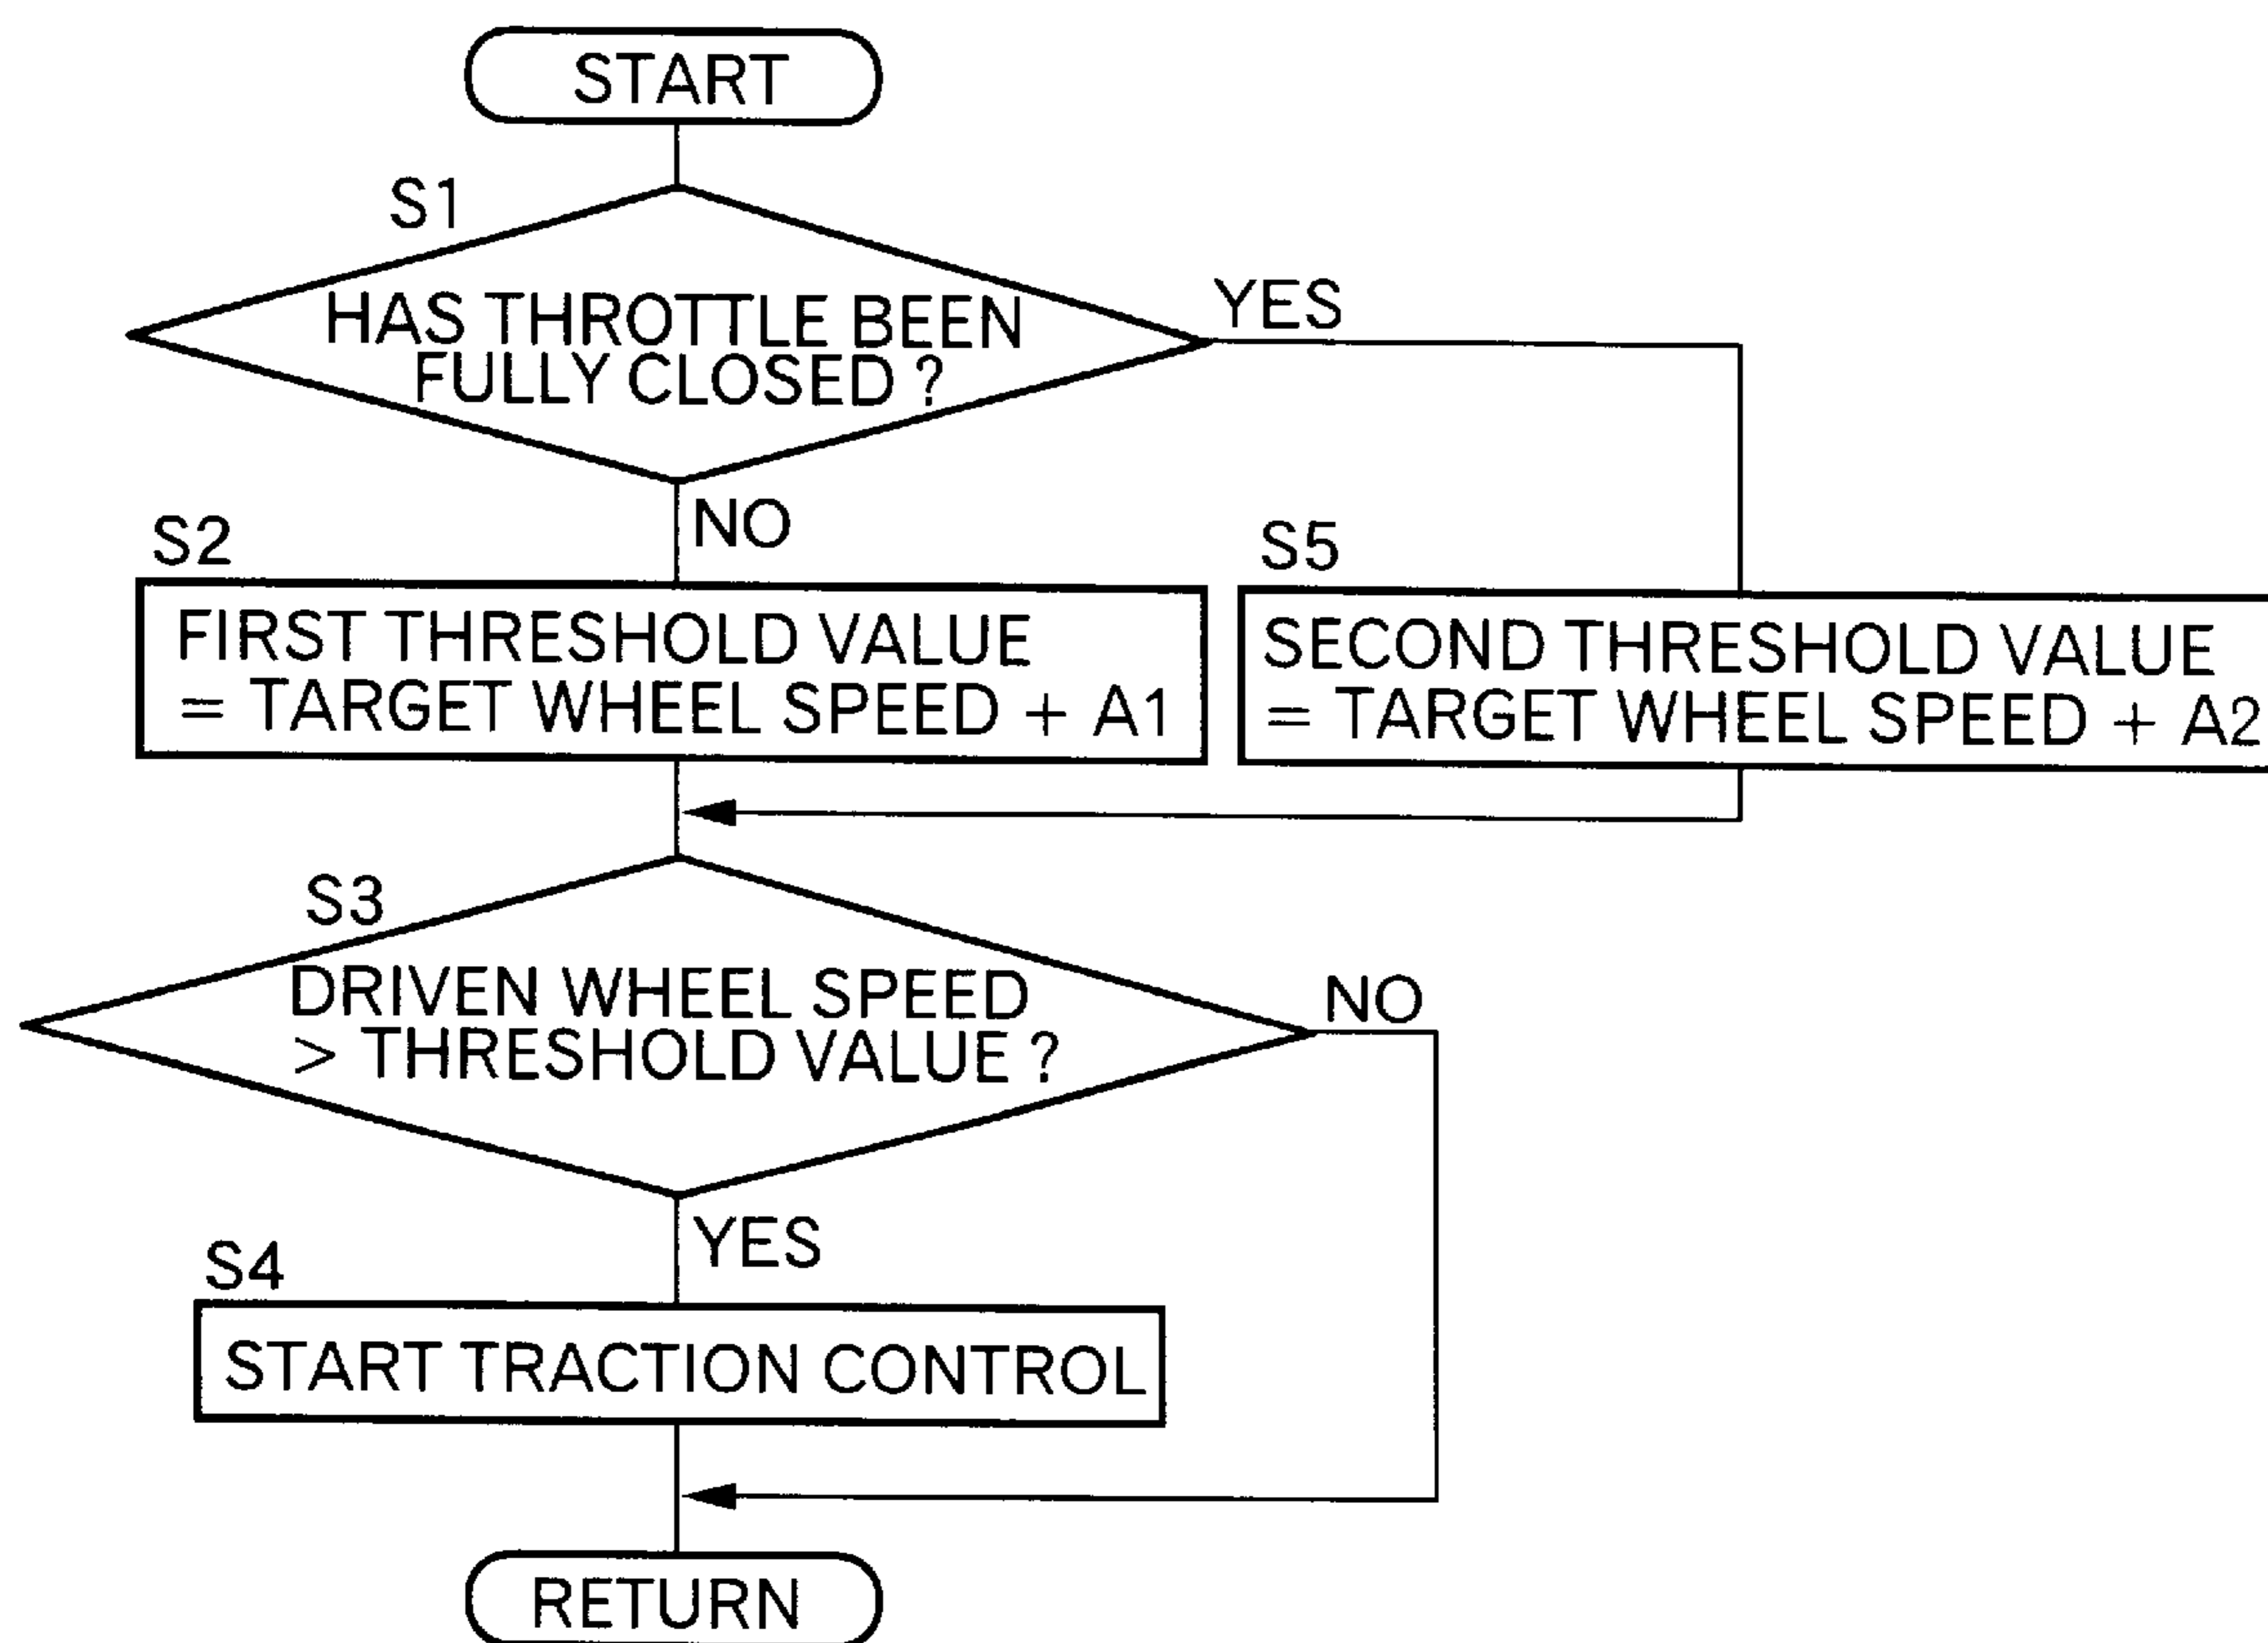 START
S1
HAS THROTTLE BEEN
FULLY CLOSED ?
YES
NO
S2
FIRST THRESHOLD VALUE
= TARGET WHEEL SPEED + A1
S5
SECOND THRESHOLD VALUE
= TARGET WHEEL SPEED + A2
S3
DRIVEN WHEEL SPEED
> THRESHOLD VALUE ?
NO
YES
S4
START TRACTION CONTROL
RETURN